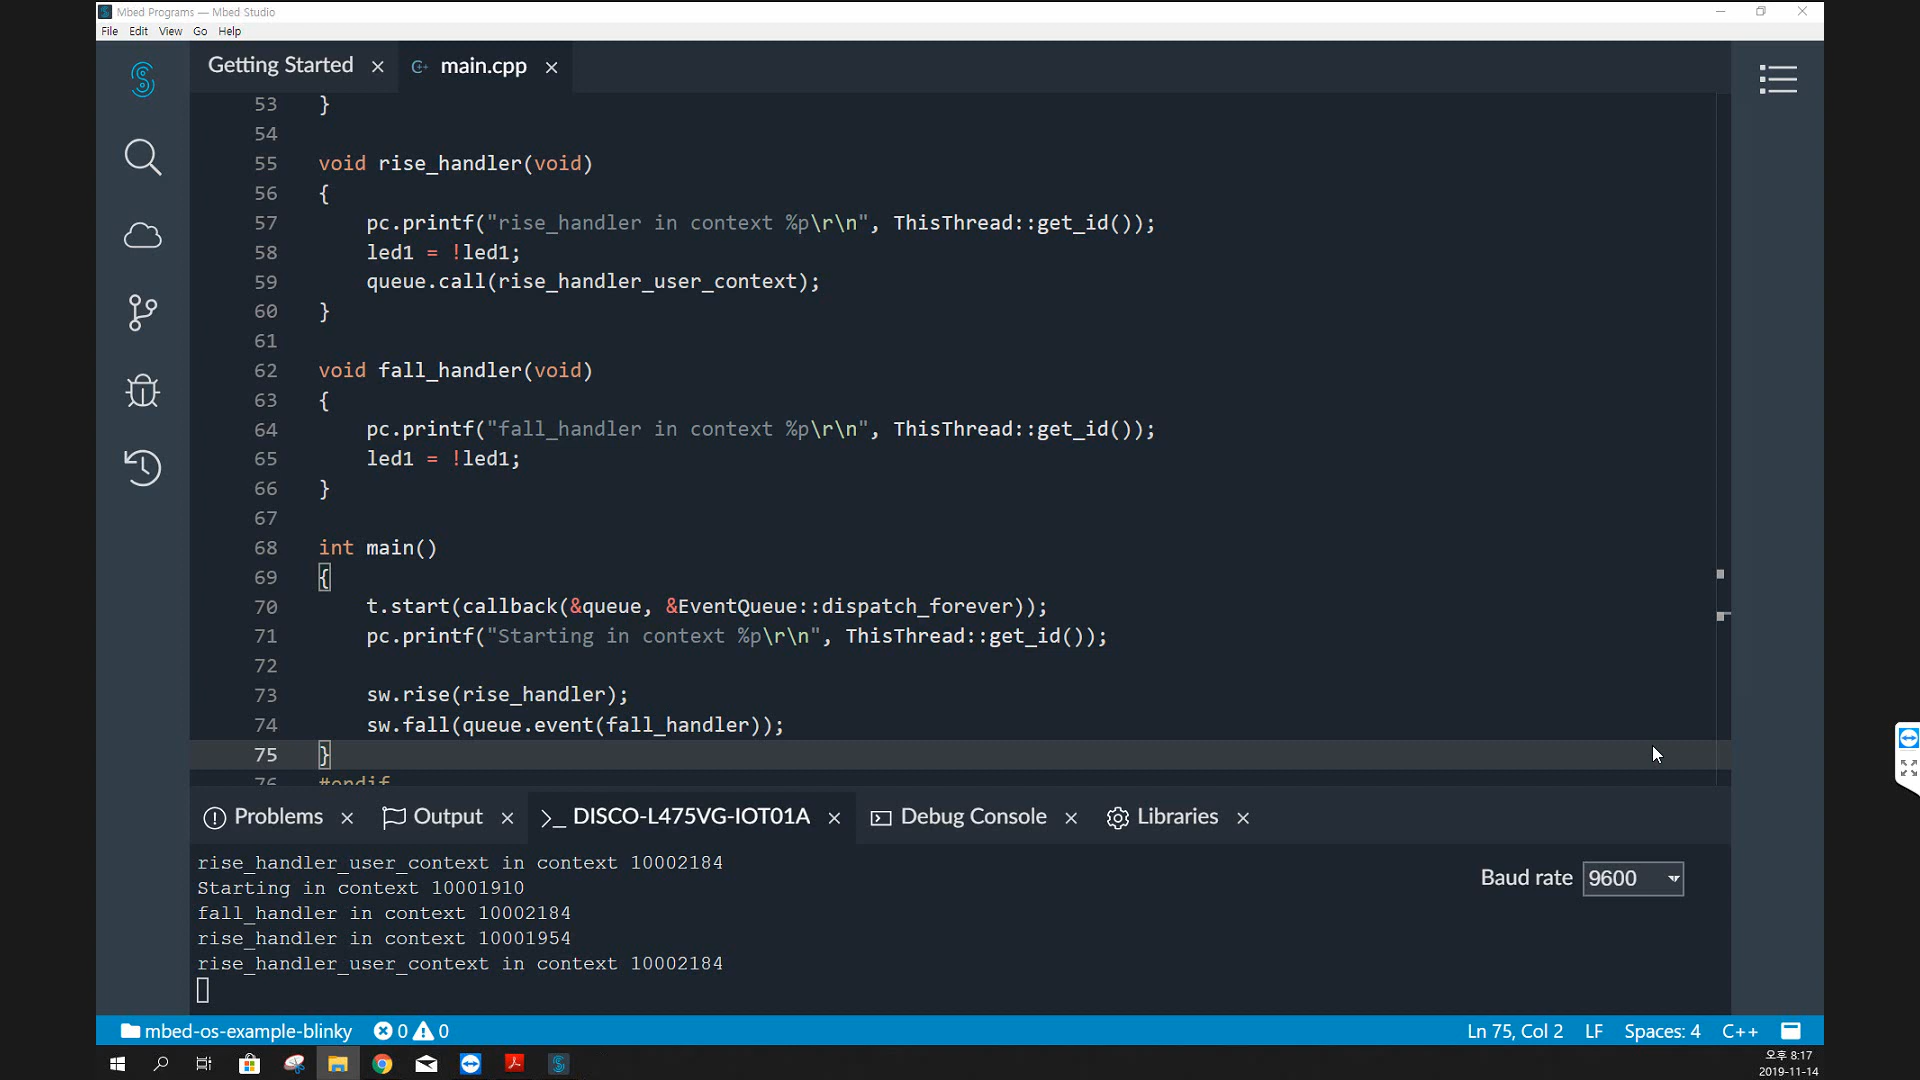 Mbed Programs — Mbed Studio
File Edit View Go Help
Getting Started × C+ main.cpp ×
53 }
54
55 void rise_handler(void)
56 {
57 pc.printf("rise_handler in context %p\r\n", ThisThread::get_id());
58 led1 = !led1;
59 queue.call(rise_handler_user_context);
60 }
61
62 void fall_handler(void)
63 {
64 pc.printf("fall_handler in context %p\r\n", ThisThread::get_id());
65 led1 = !led1;
66 }
67
68 int main()
69 {
70 t.start(callback(&queue, &EventQueue::dispatch_forever));
71 pc.printf("Starting in context %p\r\n", ThisThread::get_id());
72
73 sw.rise(rise_handler);
74 sw.fall(queue.event(fall_handler));
75 }
76 #endif
Problems × Output × >_ DISCO-L475VG-IOT01A × Debug Console × Libraries ×
rise_handler_user_context in context 10002184
Starting in context 10001910
fall_handler in context 10002184
rise_handler in context 10001954
rise_handler_user_context in context 10002184
Baud rate 9600
mbed-os-example-blinky 0 0 Ln 75, Col 2 LF Spaces: 4 C++
오후 8:17
2019-11-14